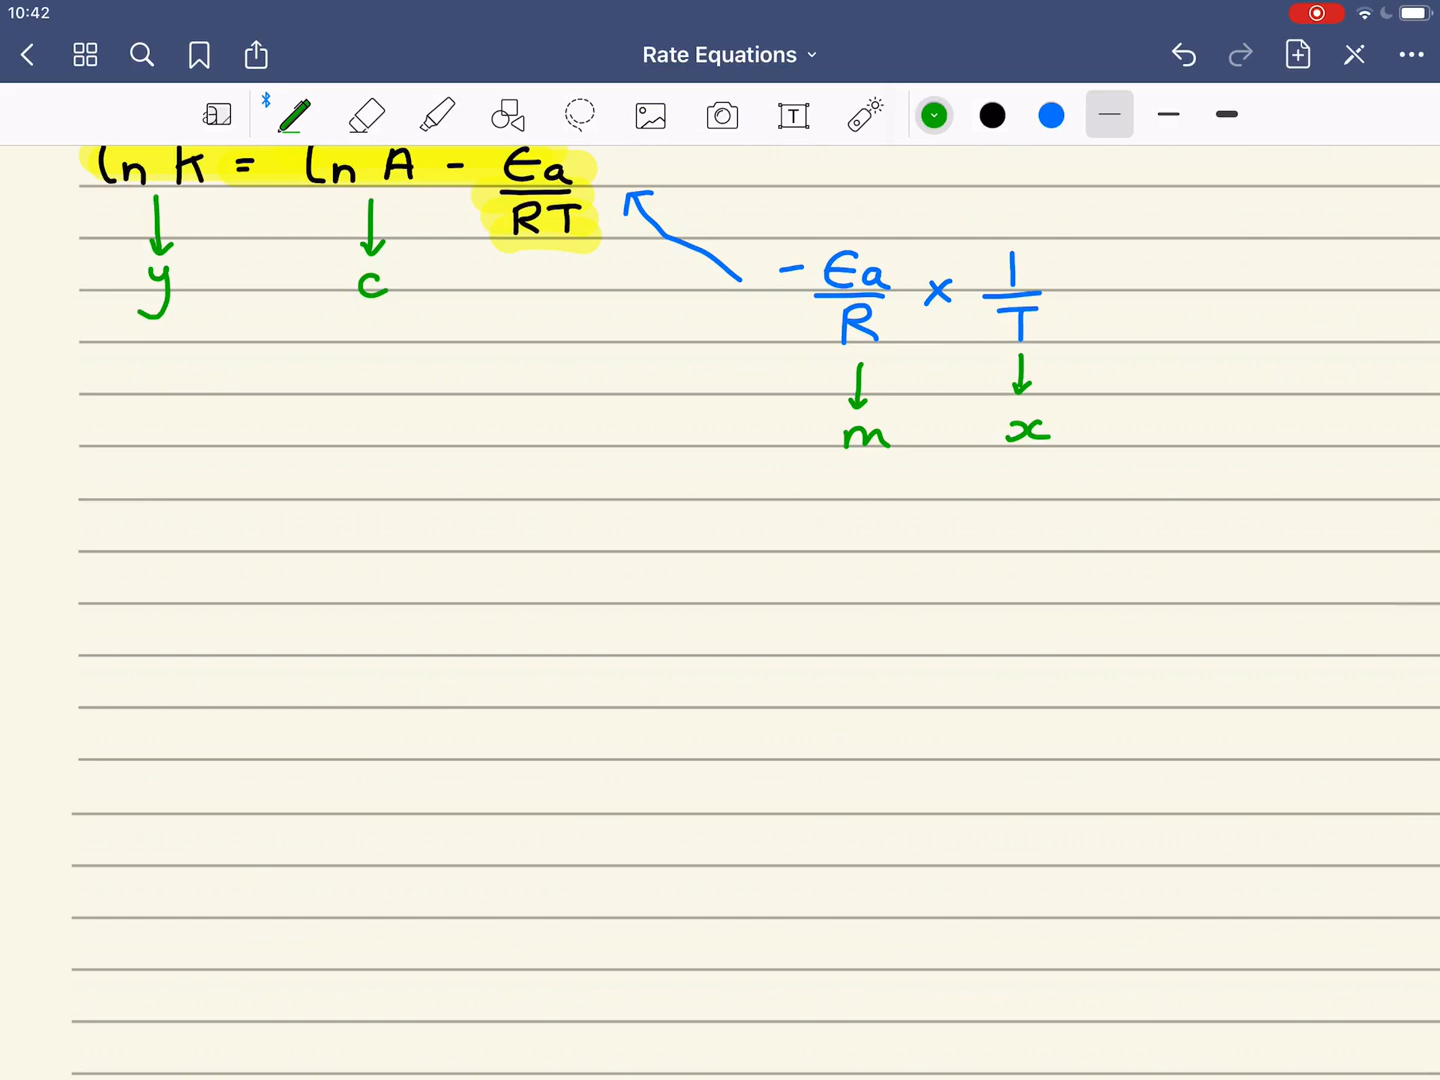 10:42
Rate Equations
T
ln K = ln A - Ea/RT
y
c
- Ea/R × 1/T
m
x